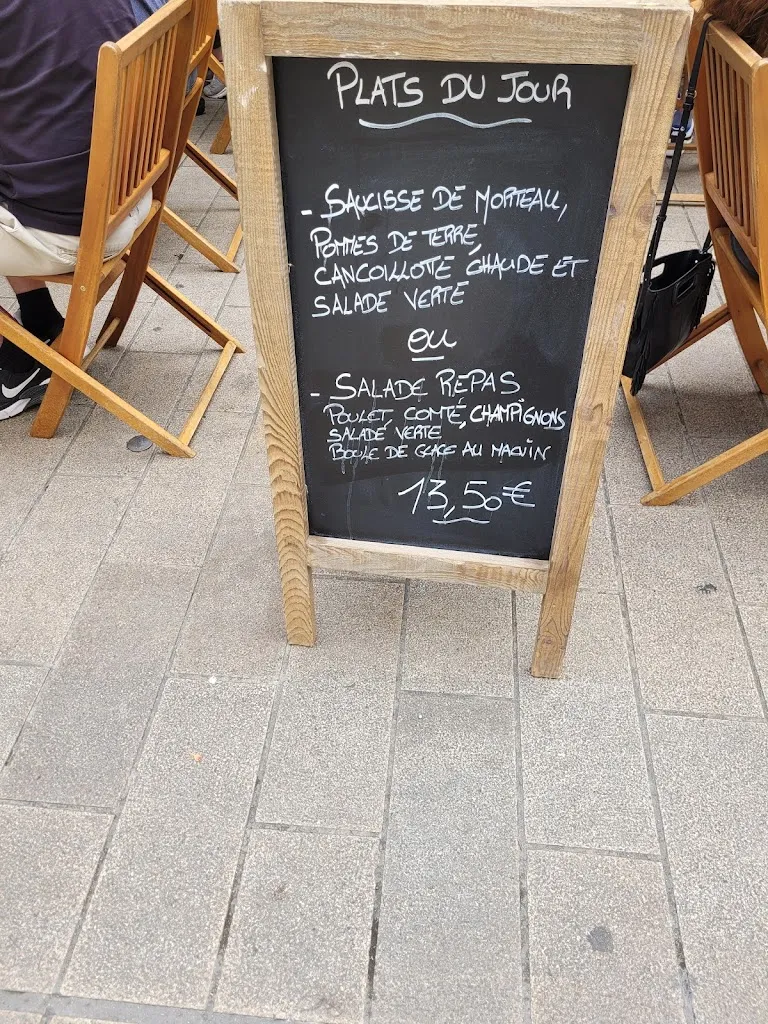 PLATS DU JOUR
- SAUCISSE DE MORTEAU,
POMMES DE TERRE,
CANCOILLOTTE CHAUDE ET
SALADE VERTE
OU
- SALADE REPAS
POULET, COMTÉ, CHAMPIGNONS
SALADE VERTE
BOULE DE GLACE AU MACVIN
13,50€